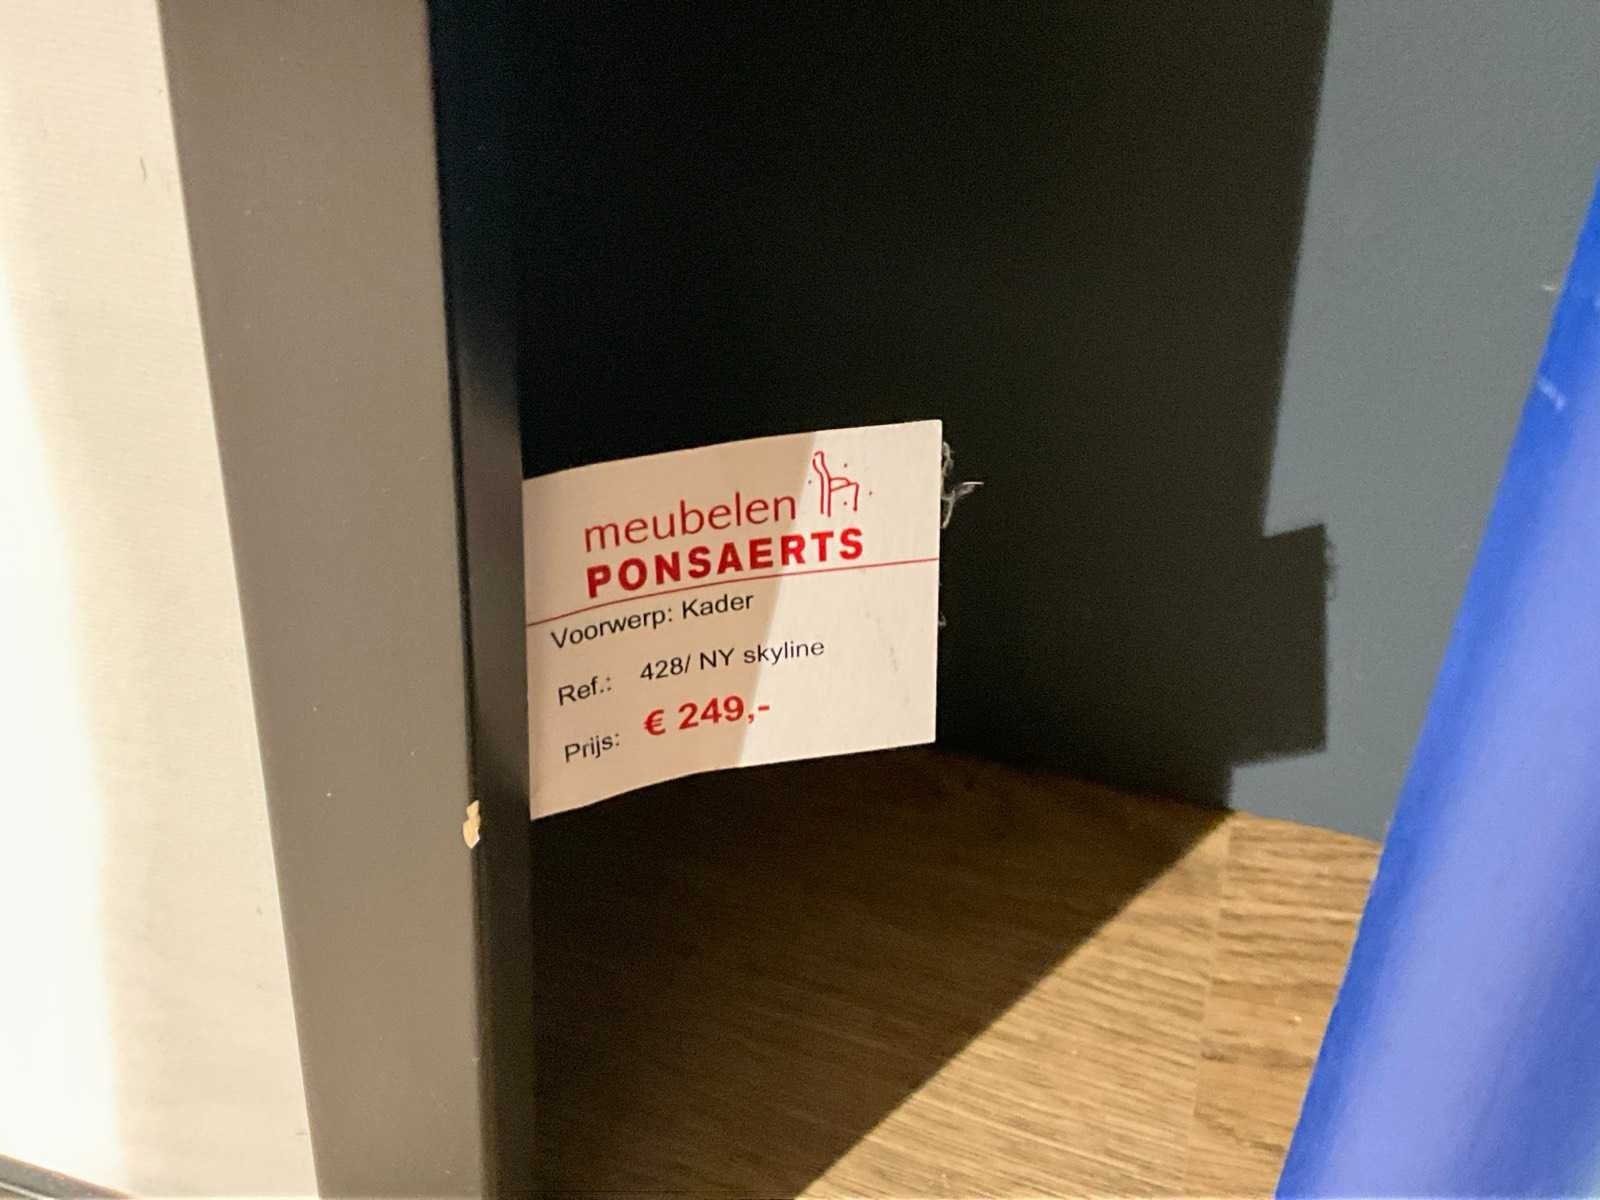 meubelen
PONSAERTS
Voorwerp: Kader
Ref.: 428/ NY skyline
Prijs: € 249,-